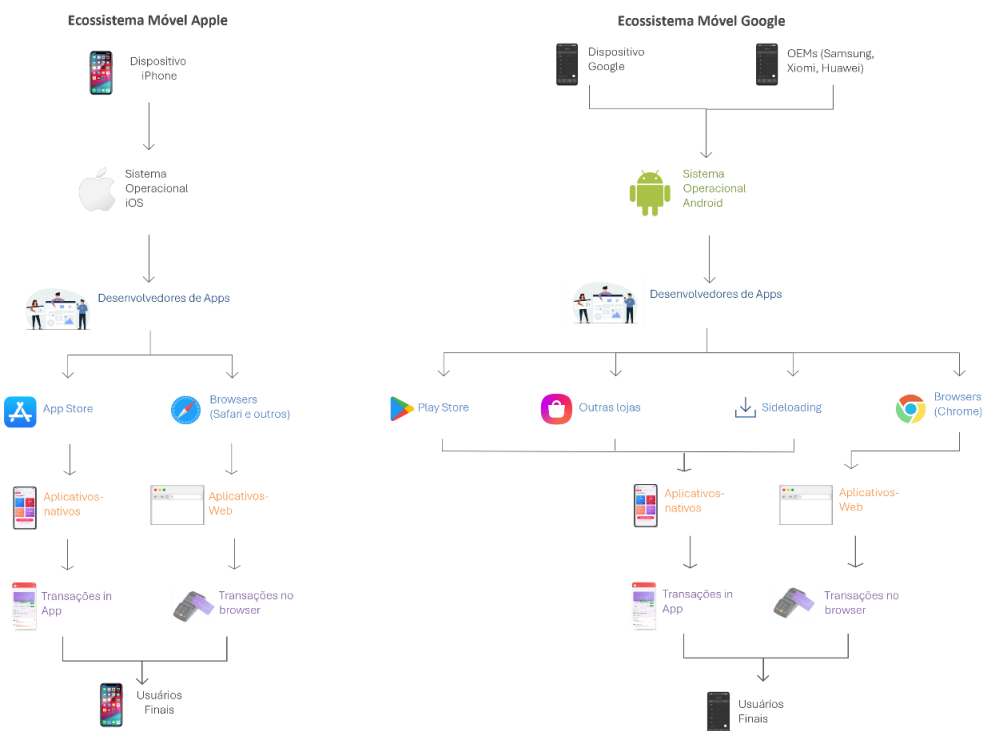 Ecosistema Móvel Apple
Dispositivo
iPhone
Sistema
Operacional
iOS
Desenvolvedores de Apps
App Store
Browsers
(Safari e outros)
Aplicativos-
nativos
Aplicativos-
Web
Transações in
App
Transações no
browser
Usuários
Finais
Ecossistema Móvel Google
Dispositivo
Google
OEMs (Samsung,
Xiomi, Huawei)
Sistema
Operacional
Android
Desenvolvedores de Apps
Play Store
Outras lojas
Sideloading
Browsers
(Chrome)
Aplicativos-
nativos
Aplicativos-
Web
Transações in
App
Transações no
browser
Usuários
Finais